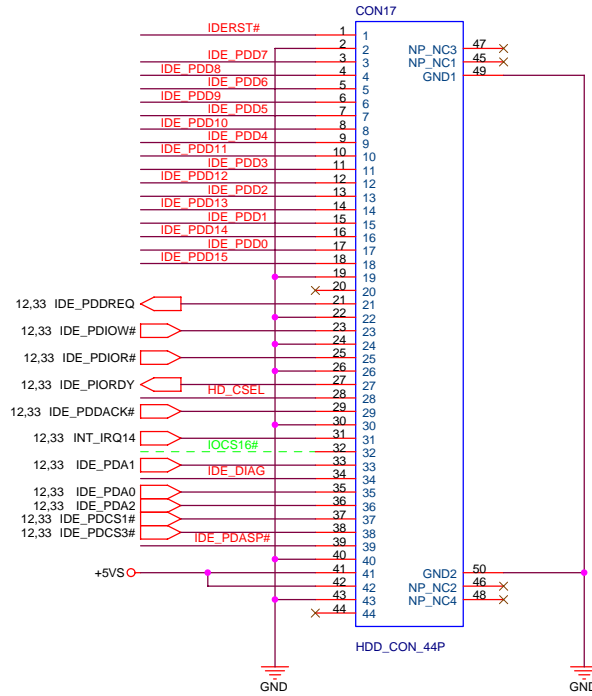 CON17
IDERST# 1 1
2 2 NP_NC3 47
IDE_PDD7 3 3 NP_NC1 45
IDE_PDD8 4 4 GND1 49
IDE_PDD6 5 5
IDE_PDD9 6 6
IDE_PDD5 7 7
IDE_PDD10 8 8
IDE_PDD4 9 9
IDE_PDD11 10 10
IDE_PDD3 11 11
IDE_PDD12 12 12
IDE_PDD2 13 13
IDE_PDD13 14 14
IDE_PDD1 15 15
IDE_PDD14 16 16
IDE_PDD0 17 17
IDE_PDD15 18 18
19 19
20 20
12,33 IDE_PDDREQ 21 21
22 22
12,33 IDE_PDIOW# 23 23
24 24
12,33 IDE_PDIOR# 25 25
26 26
12,33 IDE_PIORDY 27 27
HD_CSEL 28 28
12,33 IDE_PDDACK# 29 29
30 30
12,33 INT_IRQ14 31 31
IOCS16# 32 32
12,33 IDE_PDA1 33 33
IDE_DIAG 34 34
12,33 IDE_PDA0 35 35
12,33 IDE_PDA2 36 36
12,33 IDE_PDCS1# 37 37
12,33 IDE_PDCS3# 38 38
IDE_PDASP# 39 39
40 40
+5VS 41 41 GND2 50
42 42 NP_NC2 46
43 43 NP_NC4 48
44 44
HDD_CON_44P
GND GND